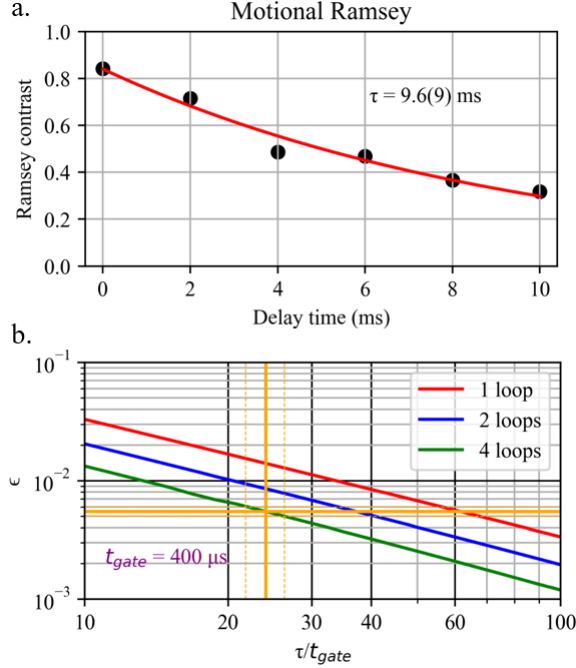 a.
Motional Ramsey
1.0
0.8
0.6
0.4
0.2
0.0
Ramsey contrast
τ = 9.6(9) ms
0 2 4 6 8 10
Delay time (ms)
b.
10⁻¹
10⁻²
10⁻³
ϵ
1 loop
2 loops
4 loops
t_gate = 400 μs
10 20 30 40 60 100
τ/t_gate